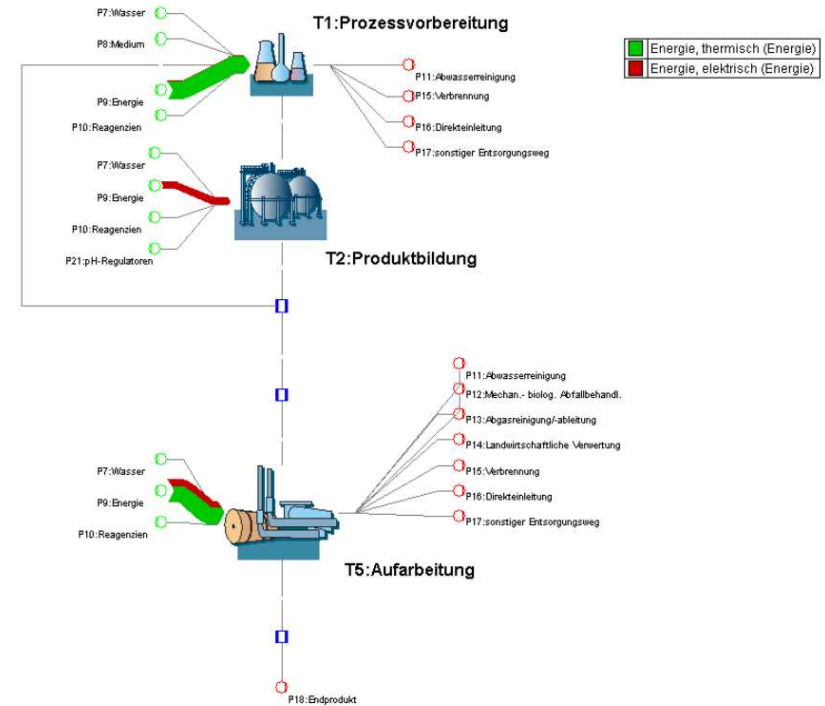 P7:Wasser
T1:Prozessvorbereitung
P8:Medium
Energie, thermisch (Energie)
Energie, elektrisch (Energie)
P11:Abwasserreinigung
P9:Energie
P15:Verbrennung
P10:Reagenzien
P16:Direkteinleitung
P17:sonstiger Entsorgungsweg
P7:Wasser
P9:Energie
P10:Reagenzien
P21:pH-Regulatoren
T2:Produktbildung
P11:Abwasserreinigung
P12:Mechan.- biolog. Abfallbehandl.
P13:Abgasreinigung/-ableitung
P14:Landwirtschaftliche Verwertung
P7:Wasser
P15:Verbrennung
P9:Energie
P16:Direkteinleitung
P17:sonstiger Entsorgungsweg
P10:Reagenzien
T5:Aufarbeitung
P18:Endprodukt